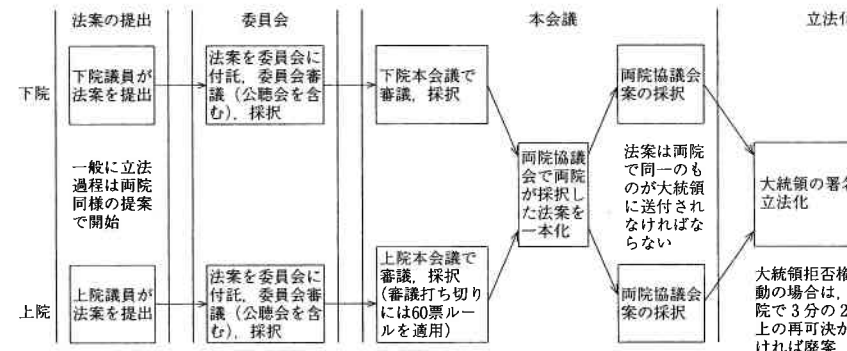 法案の提出
委員会
本会議
立法化
下院
下院議員が
法案を提出
法案を委員会に
付託，委員会審
議（公聴会を含
む），採択
下院本会議で
審議，採択
両院協議会
案の採択
一般に立法
過程は両院
同様の提案
で開始
両院協議
会で両院
が採択し
た法案を
一本化
法案は両院
で同一のも
のが大統領
に送付され
なければな
らない
大統領の署名
立法化
上院
上院議員が
法案を提出
法案を委員会に
付託，委員会審
議（公聴会を含
む），採択
上院本会議で
審議，採択
（審議打ち切り
には60票ルー
ルを適用）
両院協議会
案の採択
大統領拒否権
動の場合は，
院で３分の２
上の再可決が
ければ廃案